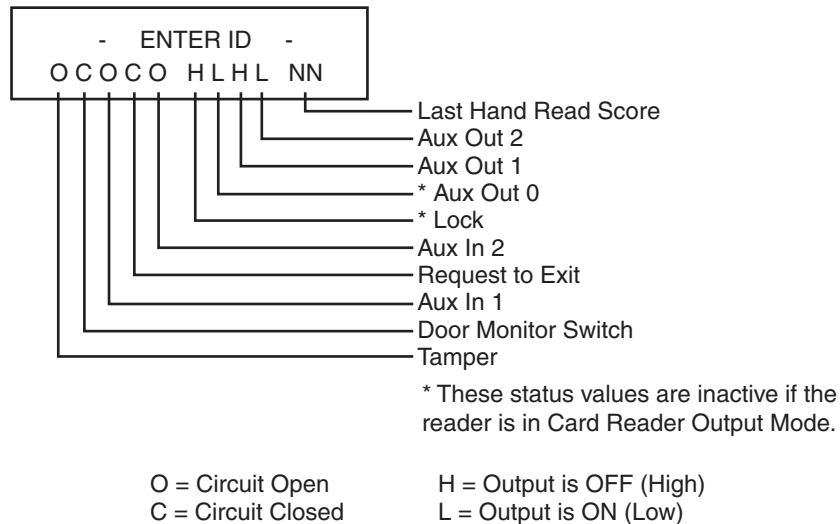 - ENTER ID -
O C O C O H L H L NN
Last Hand Read Score
Aux Out 2
Aux Out 1
* Aux Out 0
* Lock
Aux In 2
Request to Exit
Aux In 1
Door Monitor Switch
Tamper
* These status values are inactive if the
reader is in Card Reader Output Mode.
O = Circuit Open H = Output is OFF (High)
C = Circuit Closed L = Output is ON (Low)